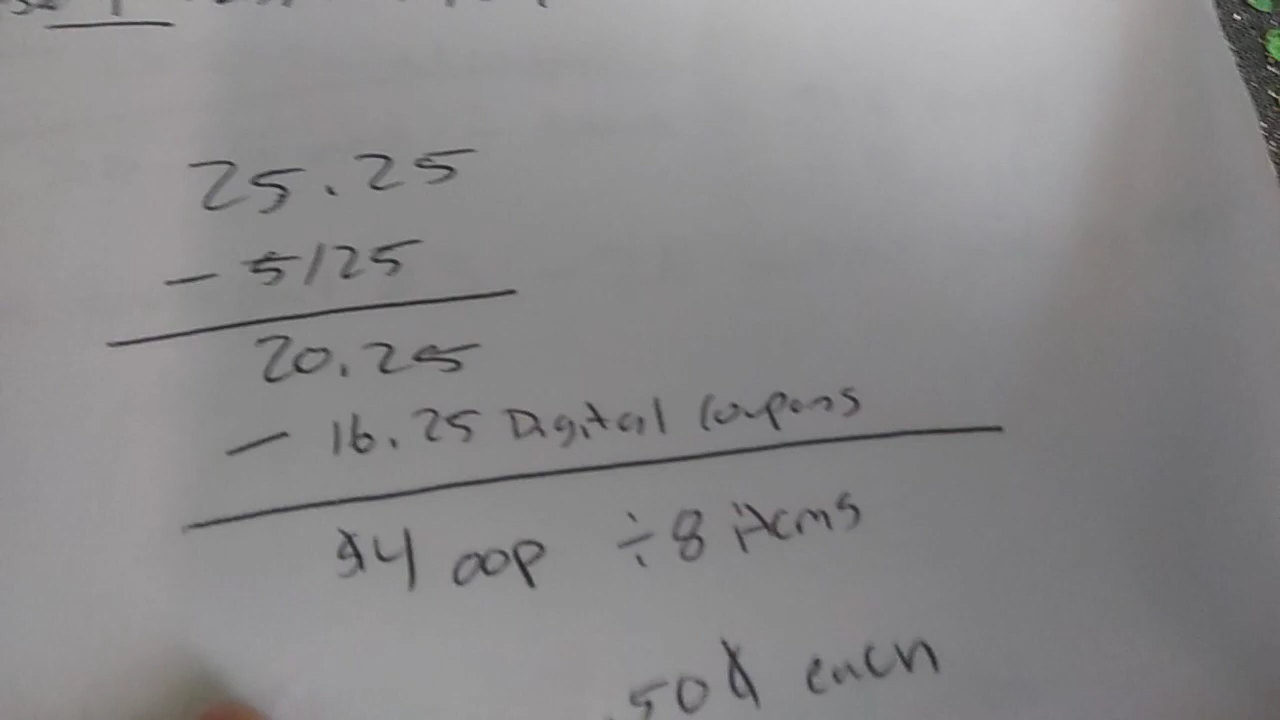 25.25
- 5/25
20.25
- 16.25 Digital Coupons
$4 oop ÷ 8 items
.50¢ each